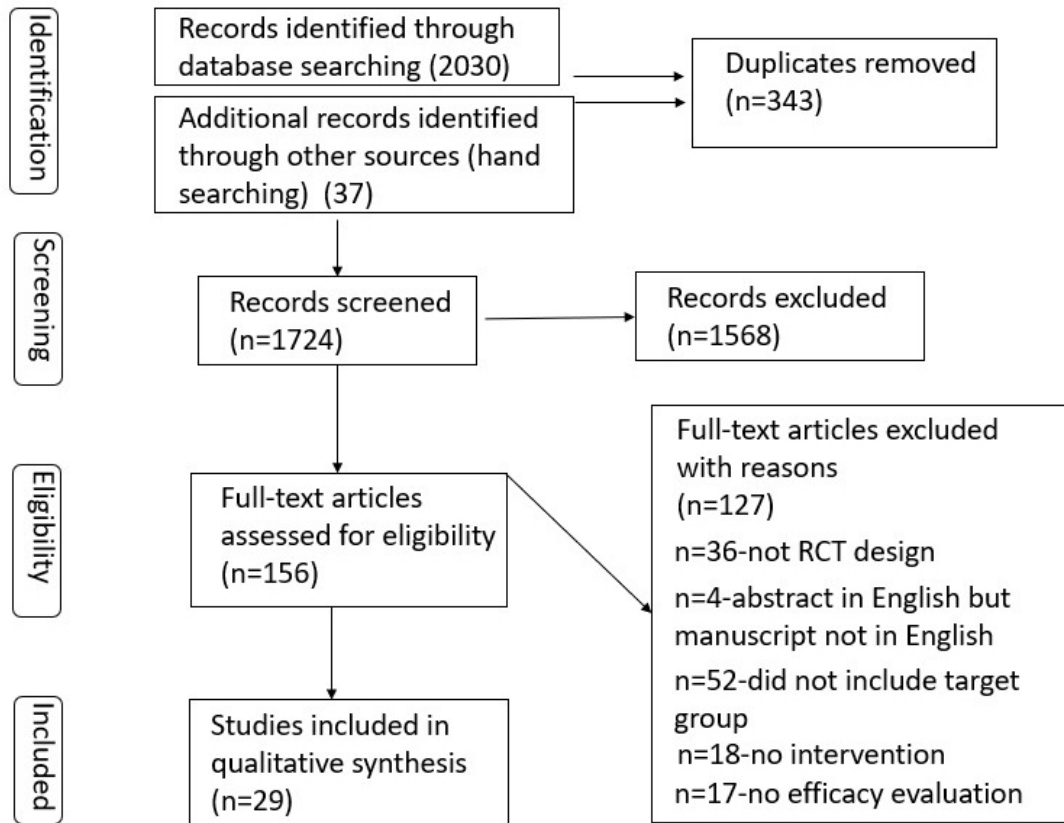 Identification
Records identified through
database searching (2030)
Duplicates removed
(n=343)
Additional records identified
through other sources (hand
searching)  (37)
Screening
Records screened
(n=1724)
Records excluded
(n=1568)
Eligibility
Full-text articles
assessed for eligibility
(n=156)
Full-text articles excluded
with reasons
(n=127)
n=36-not RCT design
n=4-abstract in English but
manuscript not in English
n=52-did not include target
group
n=18-no intervention
n=17-no efficacy evaluation
Included
Studies included in
qualitative synthesis
(n=29)